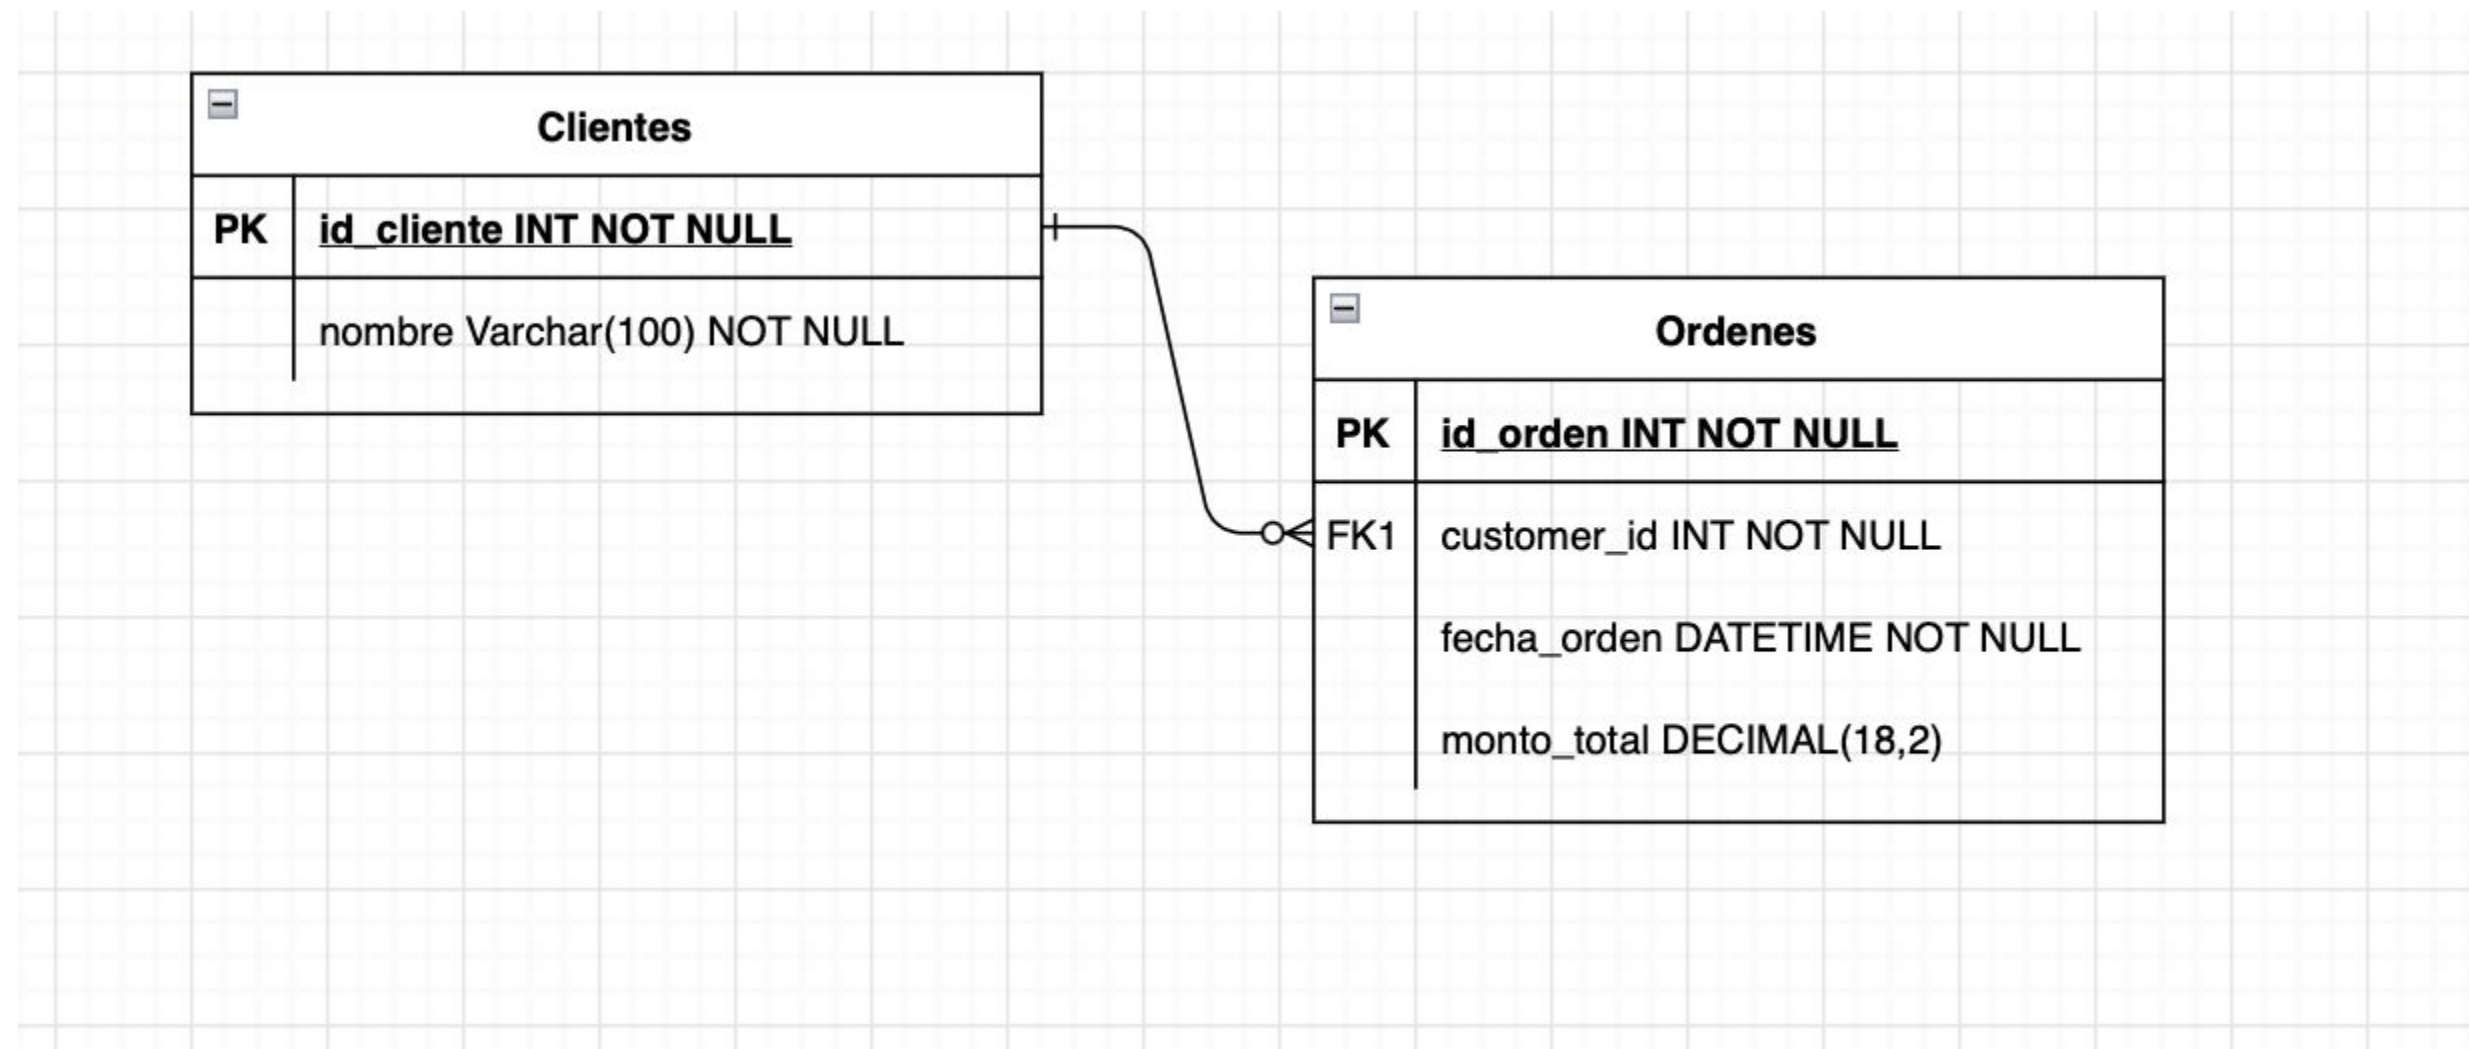 Clientes
PK id_cliente INT NOT NULL
nombre Varchar(100) NOT NULL
Ordenes
PK id_orden INT NOT NULL
FK1 customer_id INT NOT NULL
fecha_orden DATETIME NOT NULL
monto_total DECIMAL(18,2)